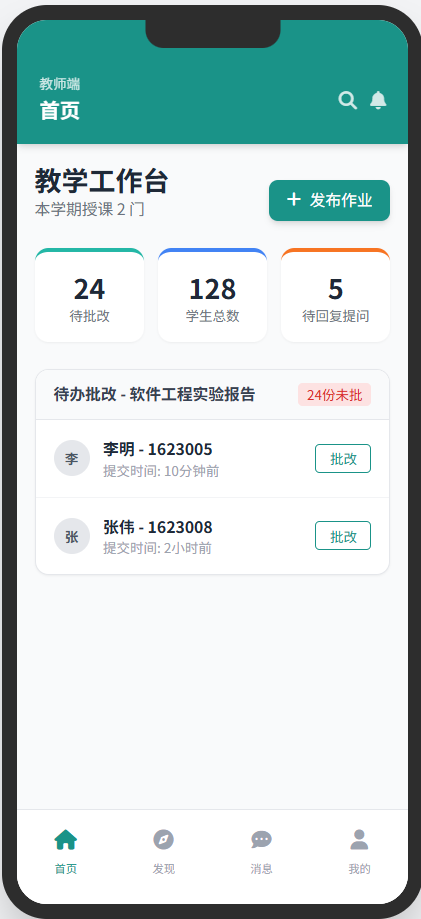 教师端
首页
教学工作台
本学期授课 2 门
+ 发布作业
24
待批改
128
学生总数
5
待回复提问
待办批改 - 软件工程实验报告
24份未批
李
李明 - 1623005
提交时间: 10分钟前
批改
张
张伟 - 1623008
提交时间: 2小时前
批改
首页
发现
消息
我的